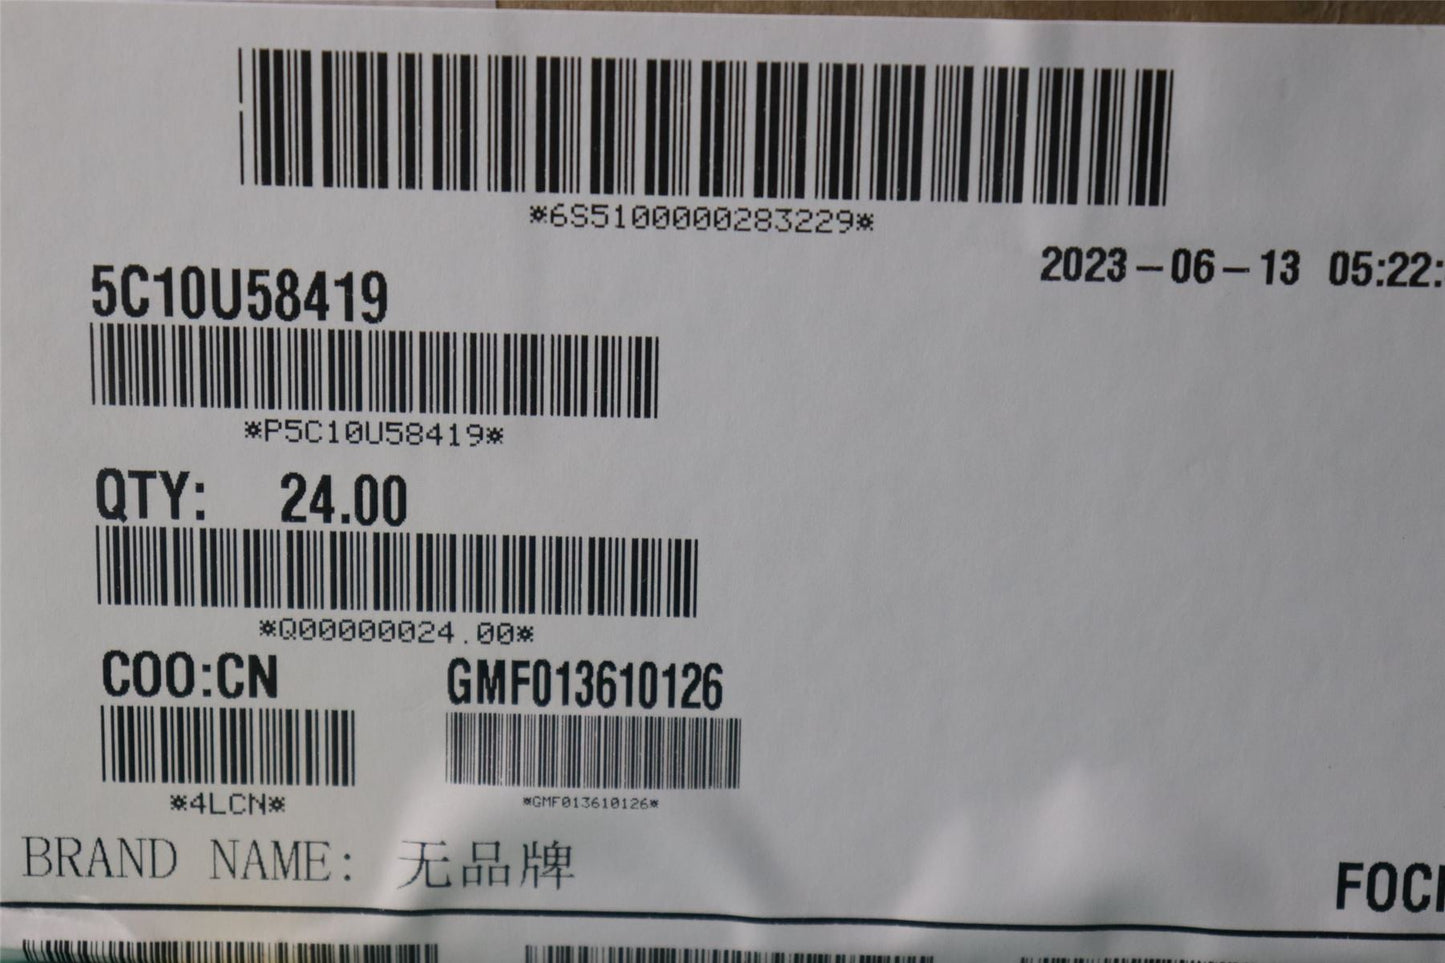 *6S5100000283229*
2023-06-13 05:22:
5C10U58419
*P5C10U58419*
QTY: 24.00
*Q00000024.00*
COO:CN GMF013610126
*4LCN* *GMF013610126*
BRAND NAME: 无品牌